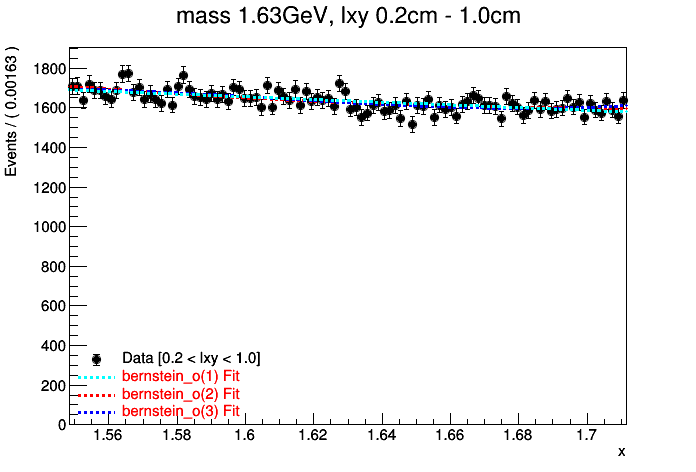 mass 1.63GeV, lxy 0.2cm - 1.0cm
Events / ( 0.00163 )
1800
1600
1400
1200
1000
800
600
400
200
0
Data [0.2 < lxy < 1.0]
bernstein_o(1) Fit
bernstein_o(2) Fit
bernstein_o(3) Fit
1.56 1.58 1.6 1.62 1.64 1.66 1.68 1.7
x